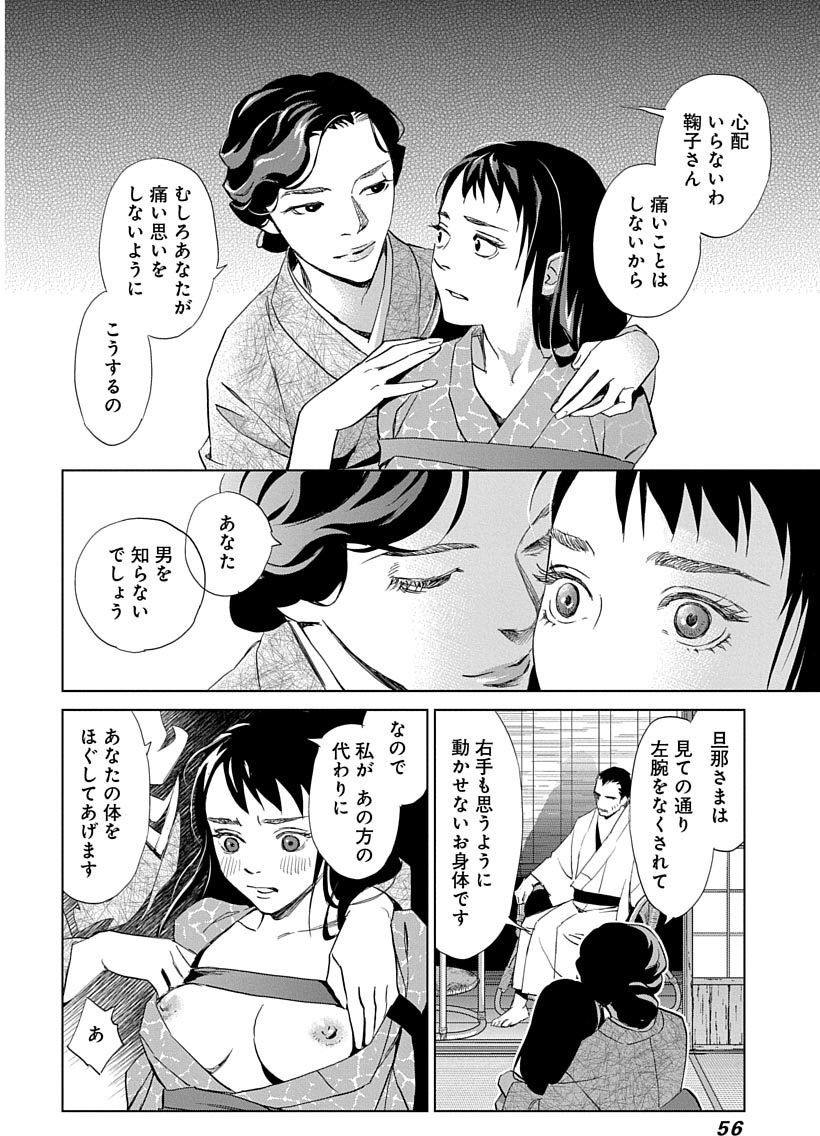 心配
いらないわ
鞠子さん
痛いことは
しないから
むしろあなたが
痛い思いを
しないように
こうするの
あなた
男を
知らない
でしょう
旦那さまは
見ての通り
左腕をなくされて
右手も思うように
動かせないお身体です
なので
私が あの方の
代わりに
あなたの体を
ほぐしてあげます
あ
56